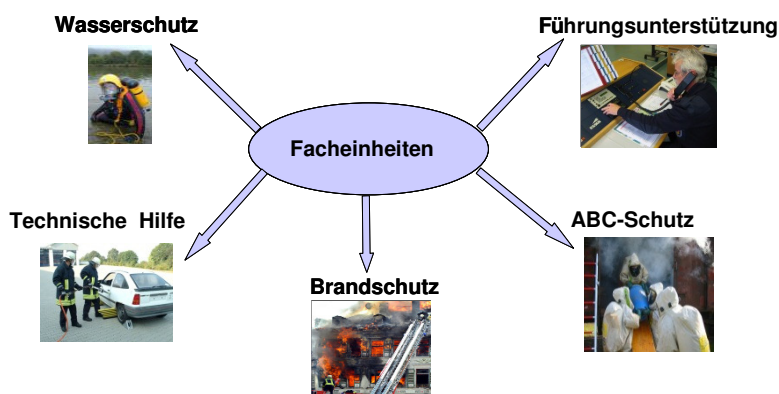 Wasserschutz
Führungsunterstützung
Facheinheiten
Technische Hilfe
ABC-Schutz
Brandschutz